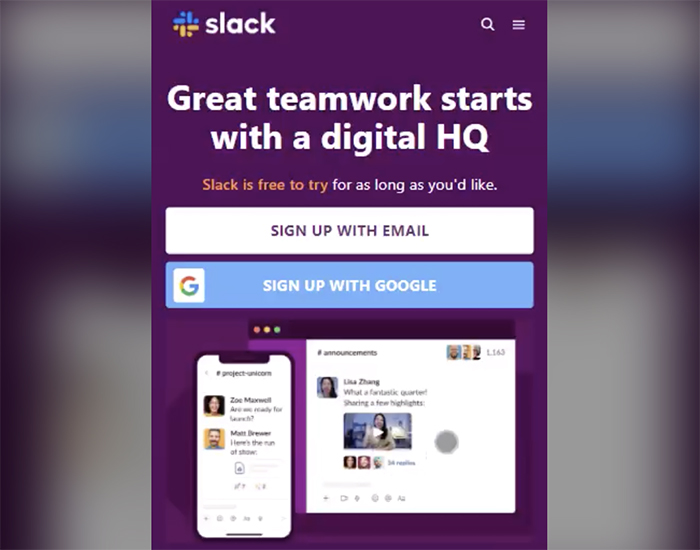 slack
Great teamwork starts
with a digital HQ
Slack is free to try for as long as you'd like.
SIGN UP WITH EMAIL
SIGN UP WITH GOOGLE
# announcements
1,163
Lisa Zhang
What a fantastic quarter!
Sharing a few highlights:
34 replies
Aa
# project-unicorn
Zoe Maxwell
Are we ready for
launch?
Matt Brewer
Here's the run
of show:
Aa